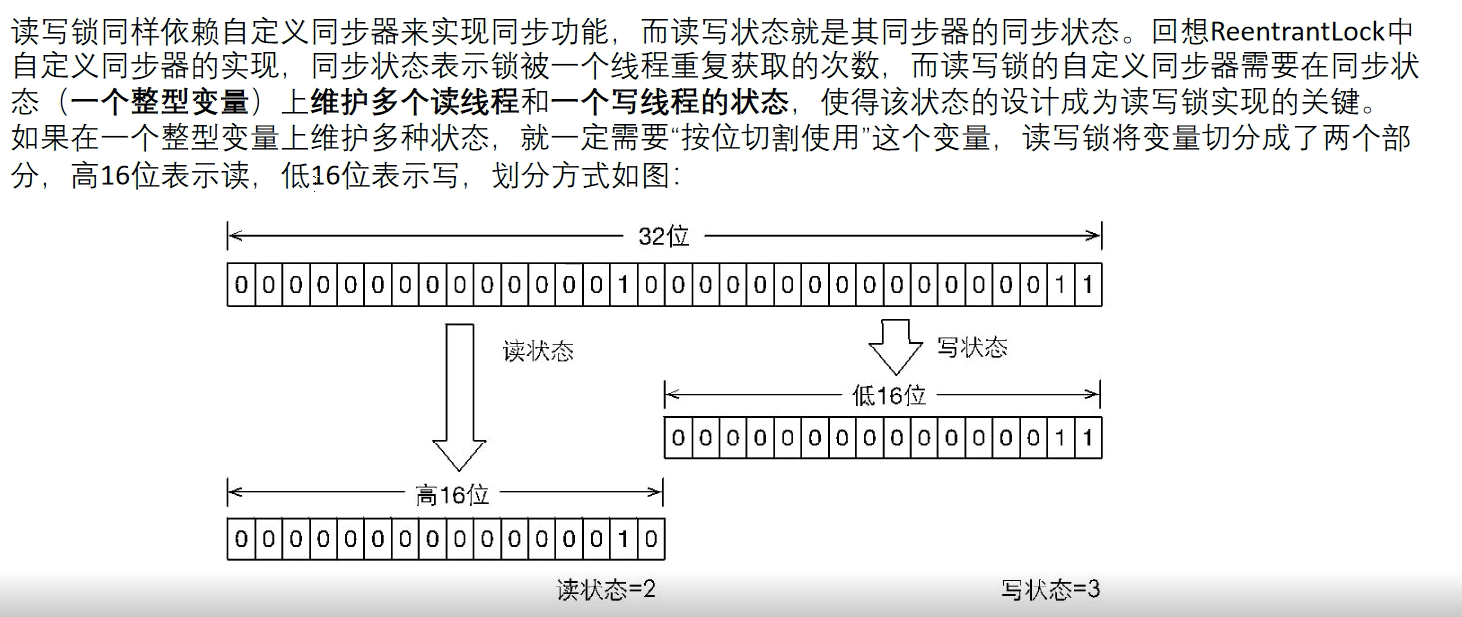 读写锁同样依赖自定义同步器来实现同步功能，而读写状态就是其同步器的同步状态。回想ReentrantLock中
自定义同步器的实现，同步状态表示锁被一个线程重复获取的次数，而读写锁的自定义同步器需要在同步状
态（一个整型变量）上维护多个读线程和一个写线程的状态，使得该状态的设计成为读写锁实现的关键。
如果在一个整型变量上维护多种状态，就一定需要“按位切割使用”这个变量，读写锁将变量切分成了两个部
分，高16位表示读，低16位表示写，划分方式如图：
32位
0 0 0 0 0 0 0 0 0 0 0 0 0 0 1 0 0 0 0 0 0 0 0 0 0 0 0 0 0 0 1 1
读状态 写状态
低16位
0 0 0 0 0 0 0 0 0 0 0 0 0 0 1 1
高16位
0 0 0 0 0 0 0 0 0 0 0 0 0 0 1 0
读状态=2 写状态=3